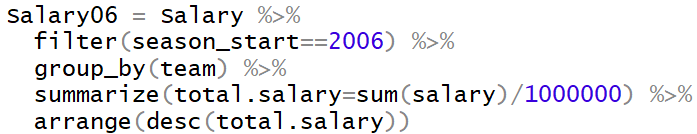 Salary06 = Salary %>%
  filter(season_start==2006) %>%
  group_by(team) %>%
  summarize(total.salary=sum(salary)/1000000) %>%
  arrange(desc(total.salary))